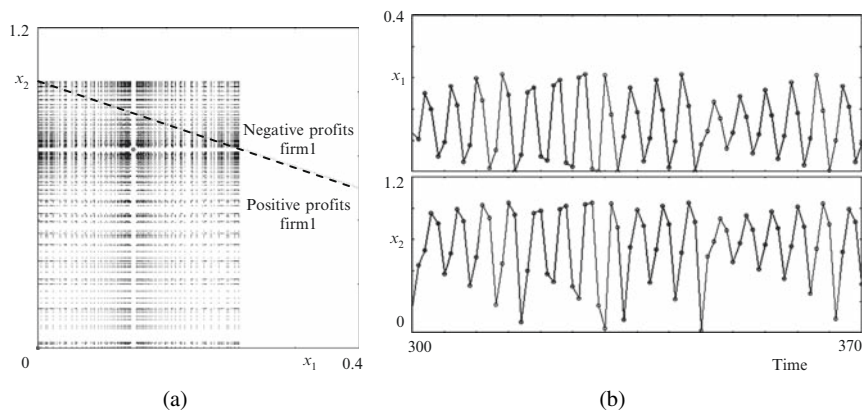 1.2
x2
Negative profits
firm1
Positive profits
firm1
0
x1
0.4
(a)
0.4
x1
1.2
x2
0
300
370
Time
(b)